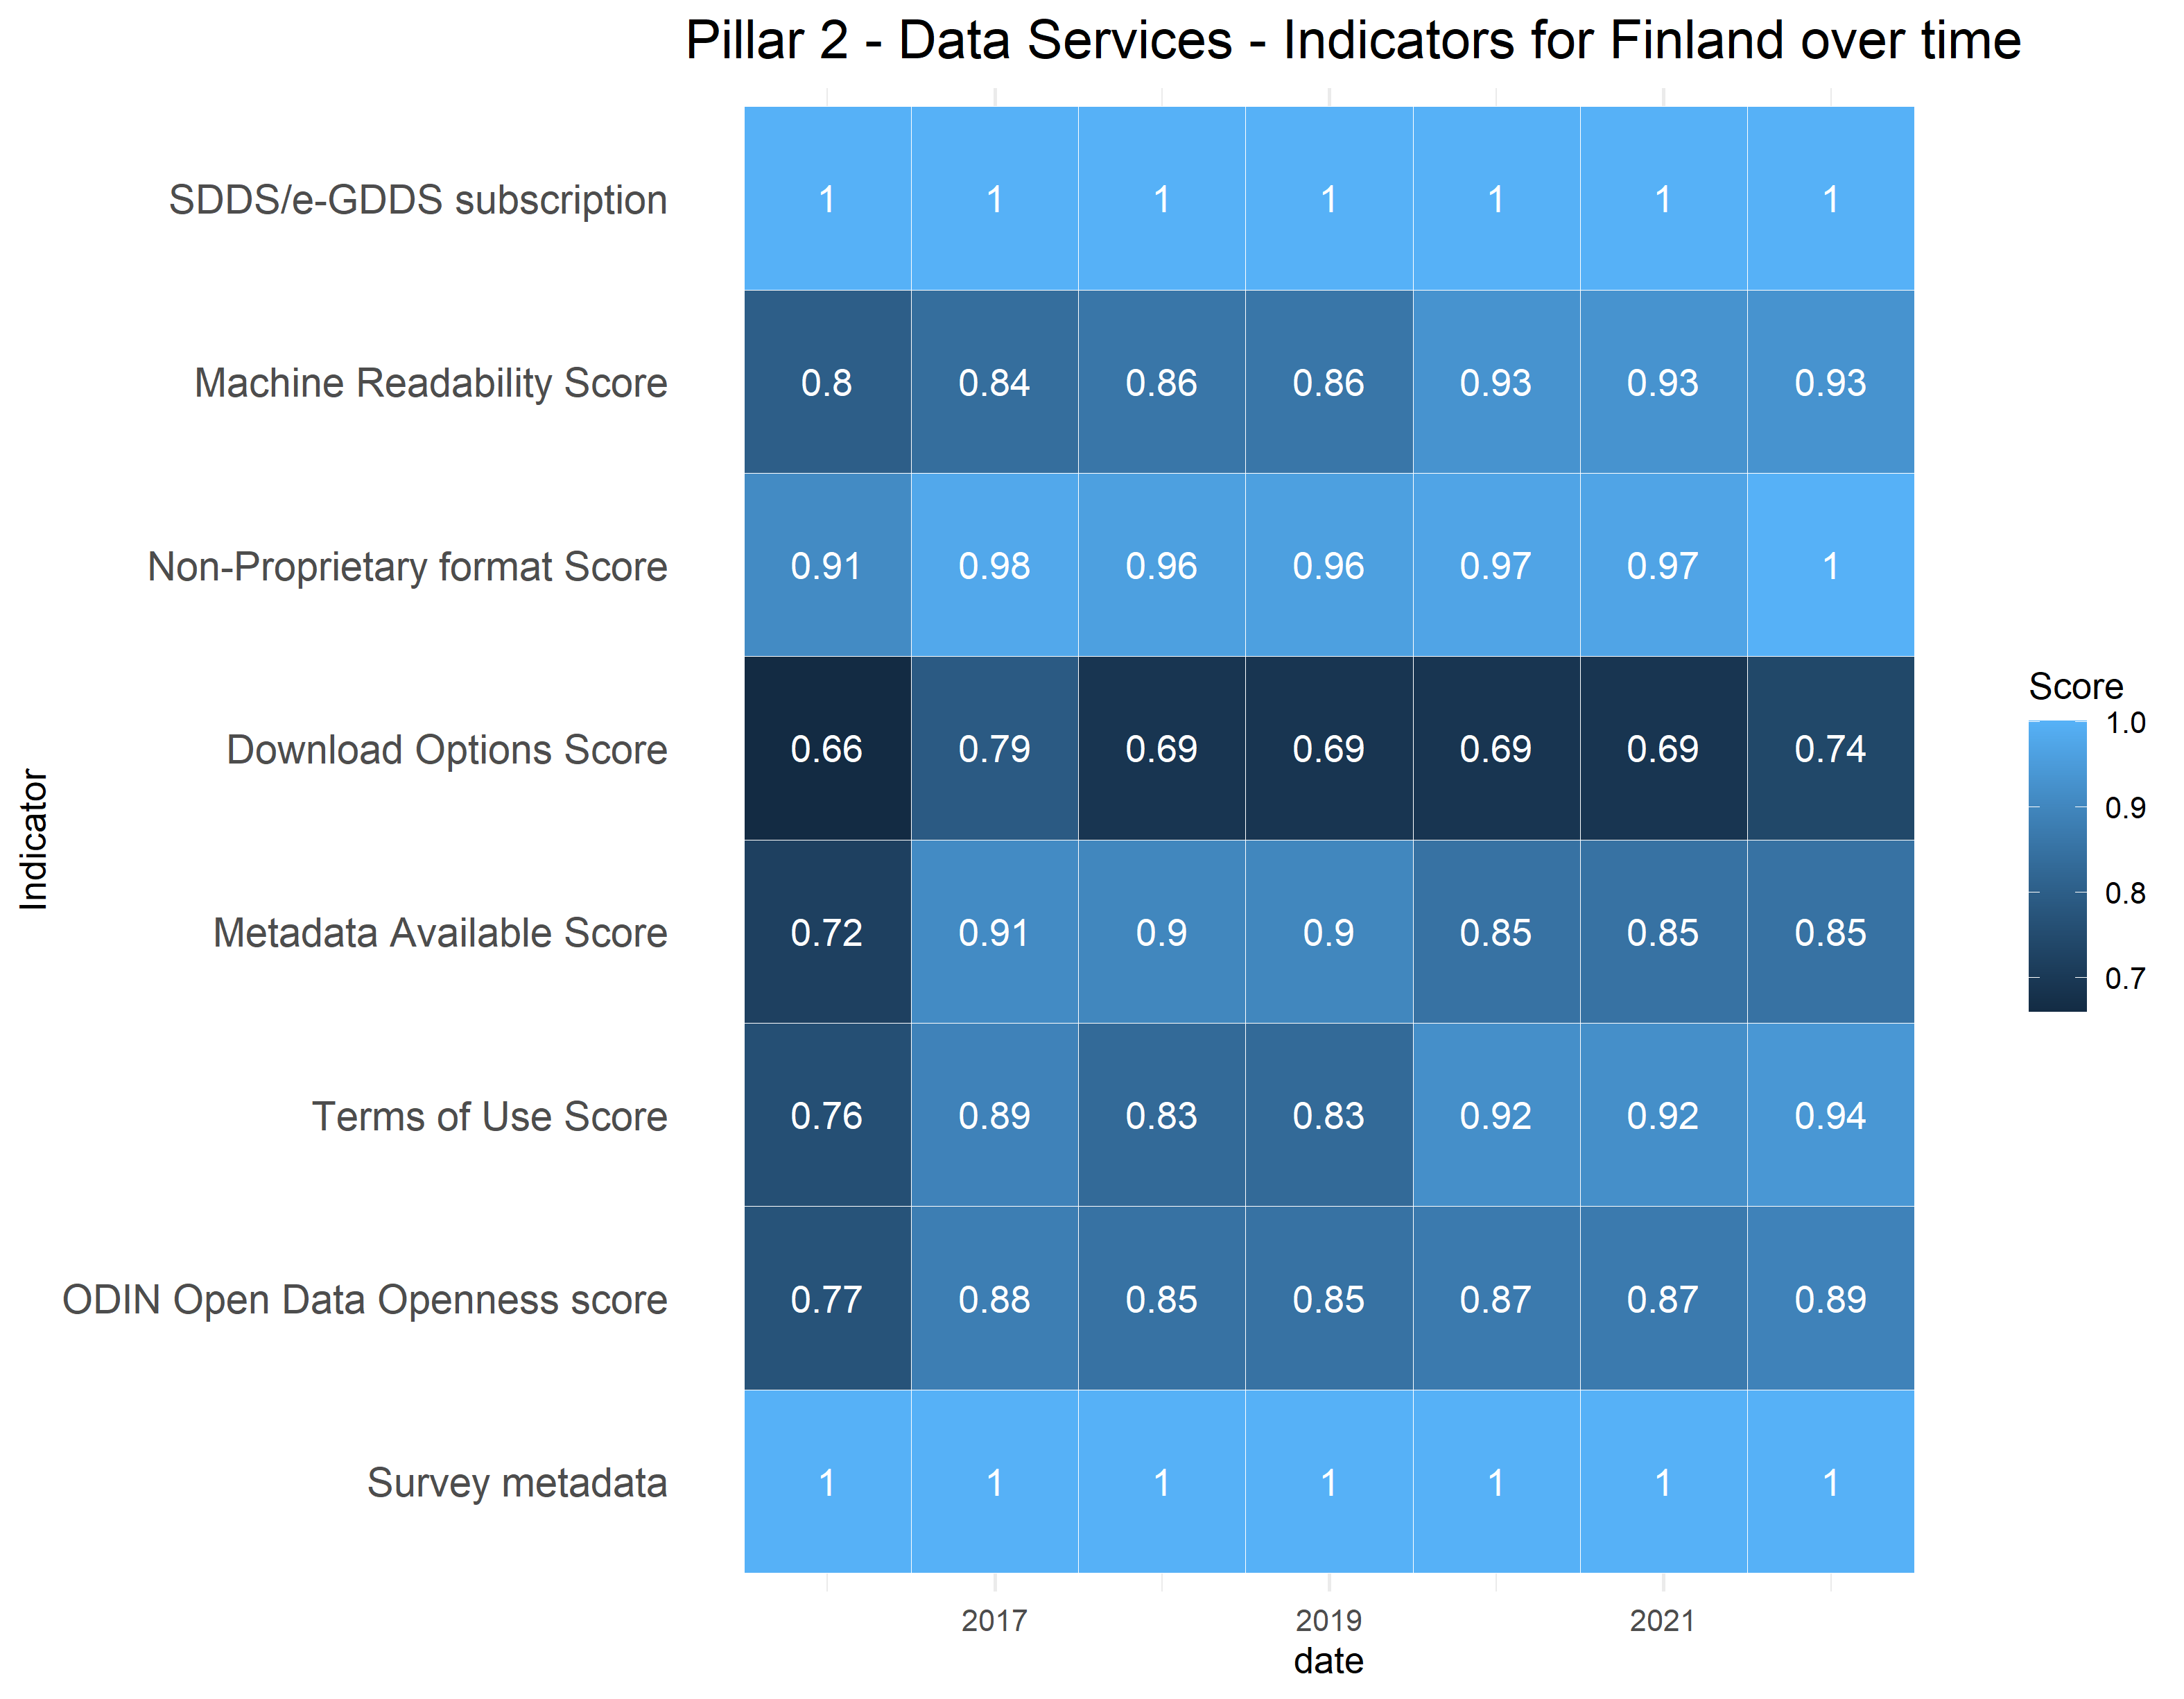 Pillar 2 - Data Services - Indicators for Finland over time
Indicator
SDDS/e-GDDS subscription 1 1 1 1 1 1 1
Machine Readability Score 0.8 0.84 0.86 0.86 0.93 0.93 0.93
Non-Proprietary format Score 0.91 0.98 0.96 0.96 0.97 0.97 1
Download Options Score 0.66 0.79 0.69 0.69 0.69 0.69 0.74
Metadata Available Score 0.72 0.91 0.9 0.9 0.85 0.85 0.85
Terms of Use Score 0.76 0.89 0.83 0.83 0.92 0.92 0.94
ODIN Open Data Openness score 0.77 0.88 0.85 0.85 0.87 0.87 0.89
Survey metadata 1 1 1 1 1 1 1
2017 2019 2021
date
Score
1.0
0.9
0.8
0.7